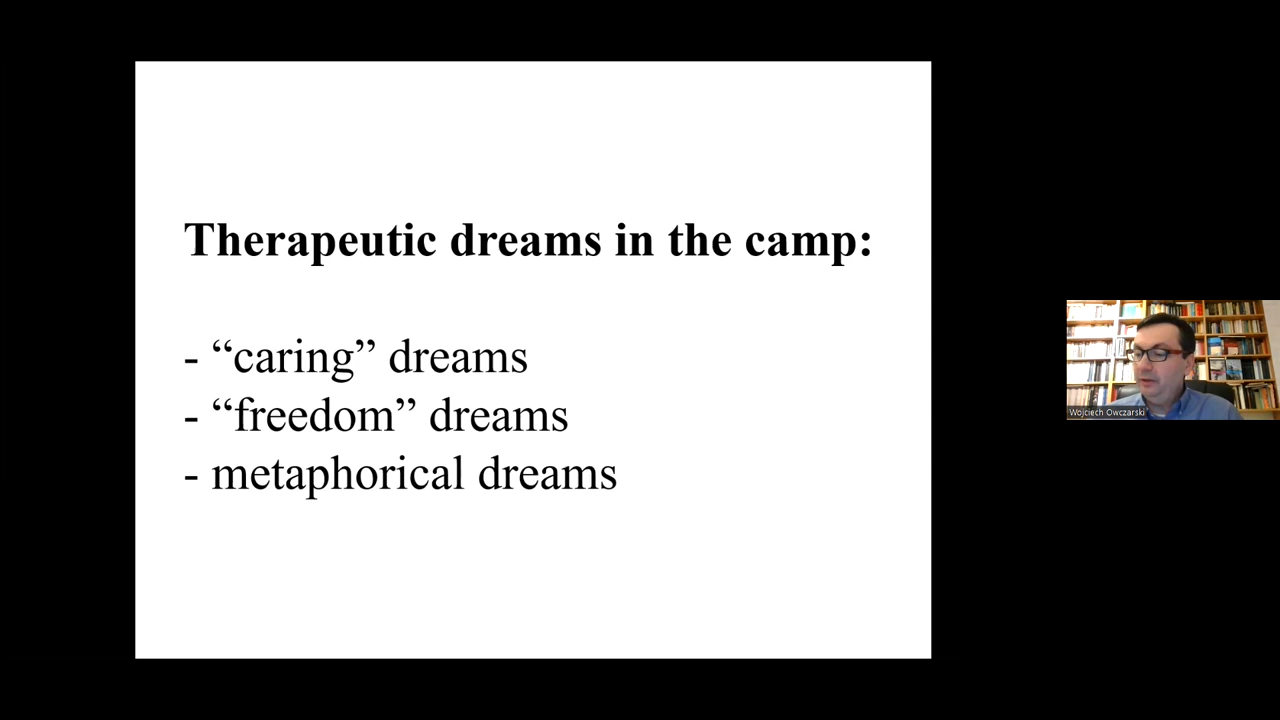 Therapeutic dreams in the camp:
- “caring” dreams
- “freedom” dreams
- metaphorical dreams
Wojciech Owczarski